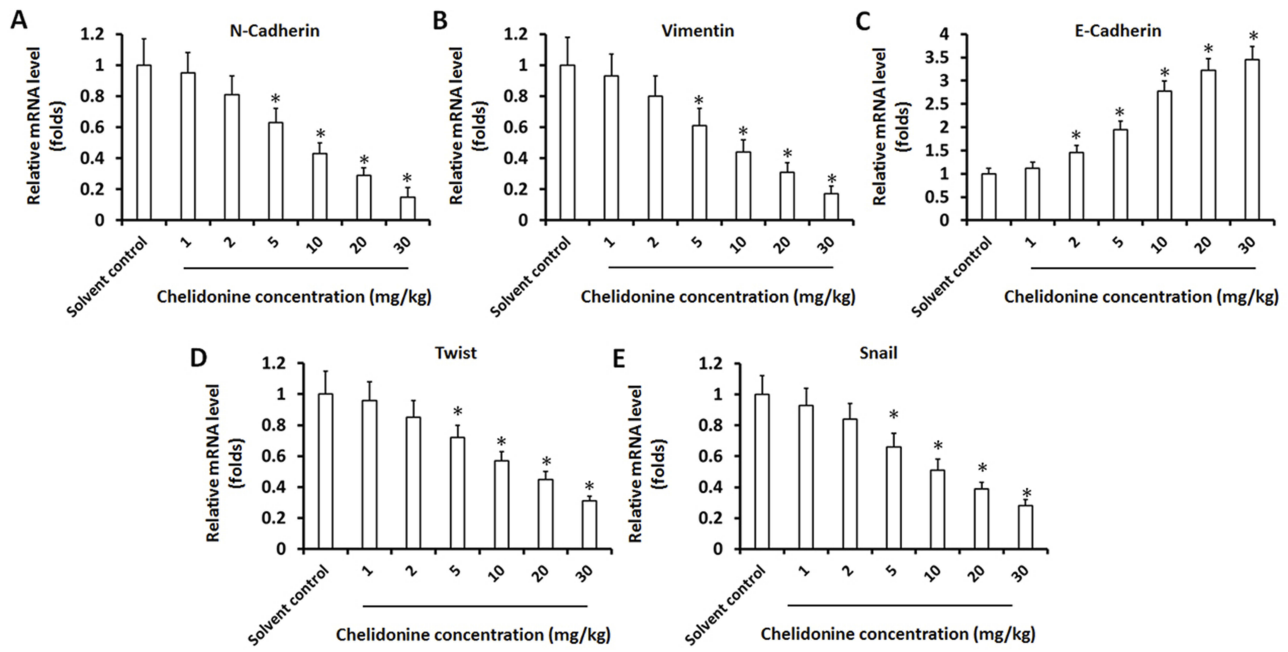 A
N-Cadherin
Relative mRNA level
(folds)
1.2
1
0.8
0.6
0.4
0.2
0
*
*
*
*
Solvent control
1
2
5
10
20
30
Chelidonine concentration (mg/kg)
B
Vimentin
Relative mRNA level
(folds)
1.2
1
0.8
0.6
0.4
0.2
0
*
*
*
*
Solvent control
1
2
5
10
20
30
Chelidonine concentration (mg/kg)
C
E-Cadherin
Relative mRNA level
(folds)
4
3.5
3
2.5
2
1.5
1
0.5
0
*
*
*
*
*
Solvent control
1
2
5
10
20
30
Chelidonine concentration (mg/kg)
D
Twist
Relative mRNA level
(folds)
1.2
1
0.8
0.6
0.4
0.2
0
*
*
*
*
Solvent control
1
2
5
10
20
30
Chelidonine concentration (mg/kg)
E
Snail
Relative mRNA level
(folds)
1.2
1
0.8
0.6
0.4
0.2
0
*
*
*
*
Solvent control
1
2
5
10
20
30
Chelidonine concentration (mg/kg)